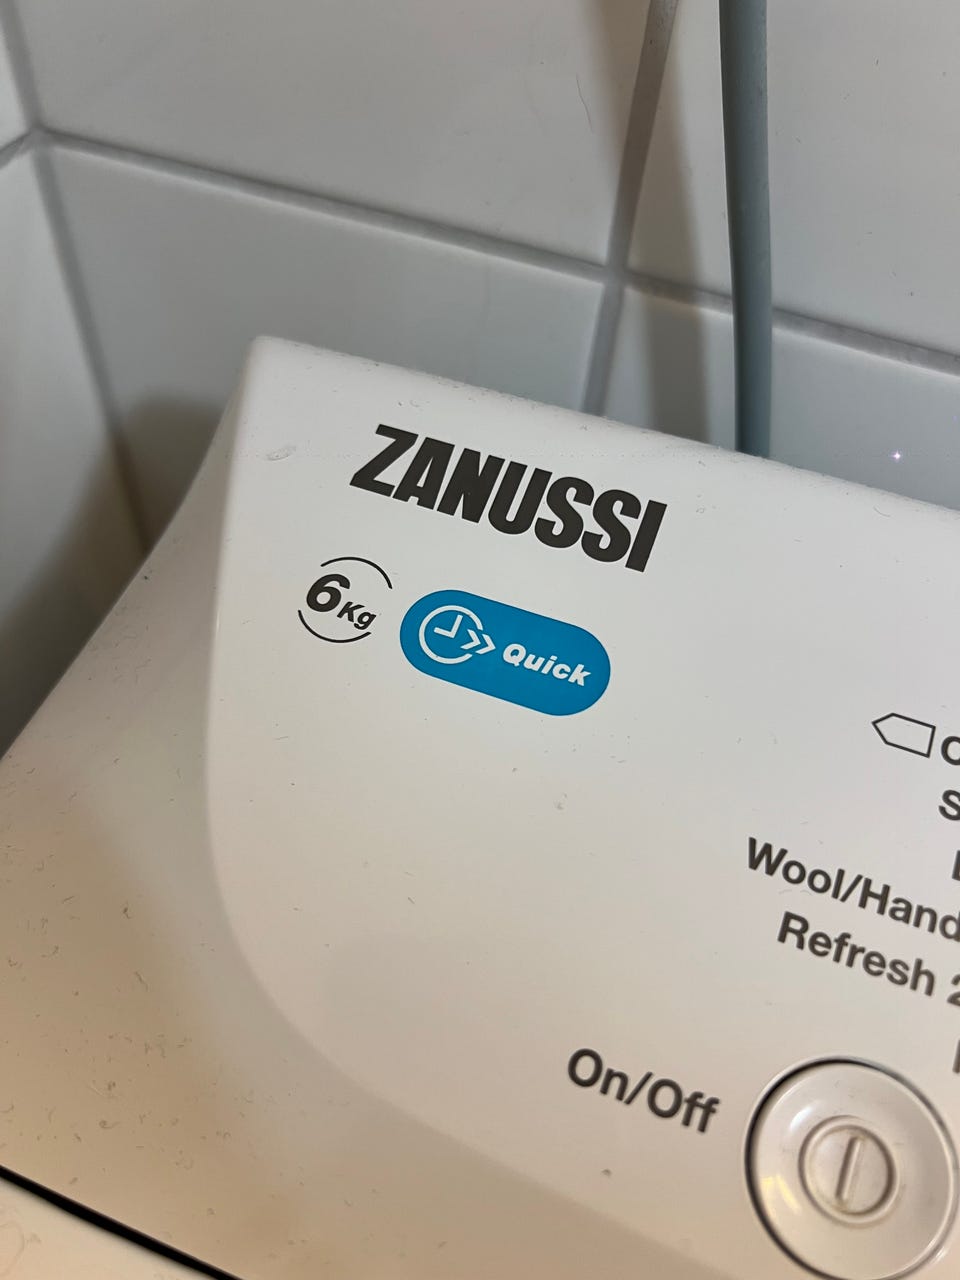 ZANUSSI
6Kg
Quick
Wool/Hand
Refresh
On/Off